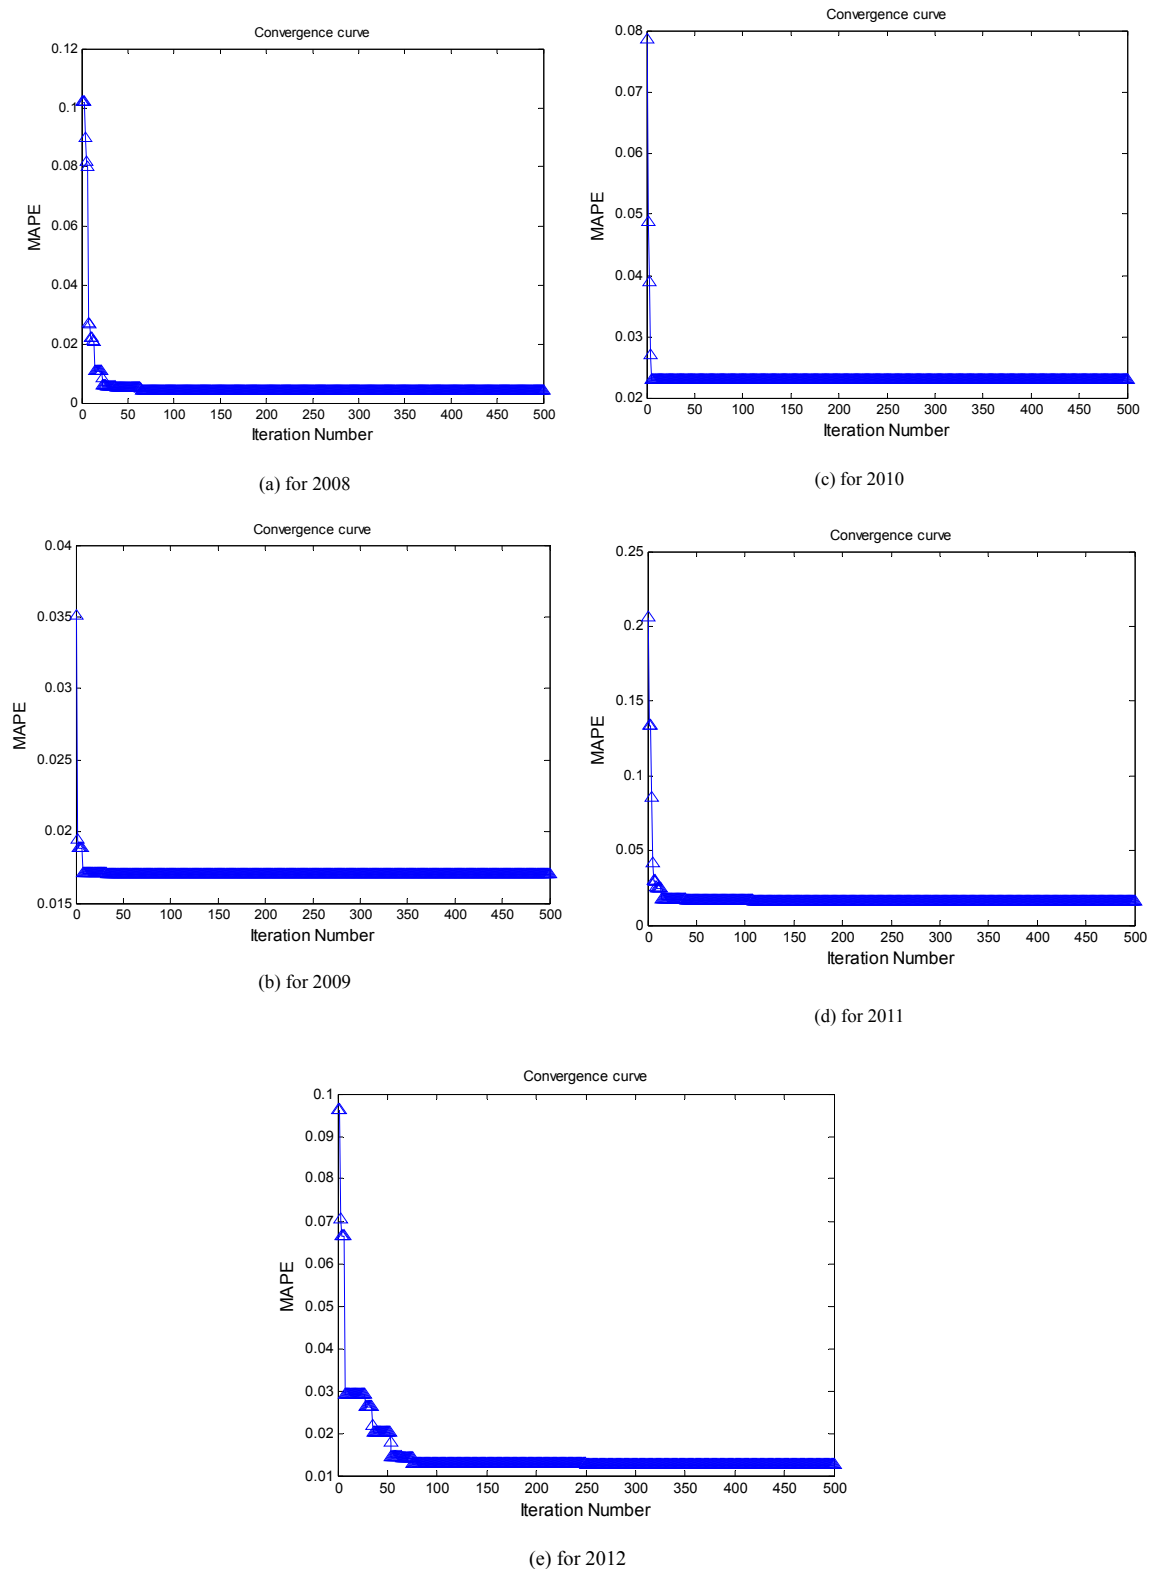 Convergence curve
0.12
0.1
0.08
0.06
0.04
0.02
0
MAPE
0 50 100 150 200 250 300 350 400 450 500
Iteration Number
(a) for 2008
Convergence curve
0.08
0.07
0.06
0.05
0.04
0.03
0.02
MAPE
0 50 100 150 200 250 300 350 400 450 500
Iteration Number
(c) for 2010
Convergence curve
0.04
0.035
0.03
0.025
0.02
0.015
MAPE
0 50 100 150 200 250 300 350 400 450 500
Iteration Number
(b) for 2009
Convergence curve
0.25
0.2
0.15
0.1
0.05
0
MAPE
0 50 100 150 200 250 300 350 400 450 500
Iteration Number
(d) for 2011
Convergence curve
0.1
0.09
0.08
0.07
0.06
0.05
0.04
0.03
0.02
0.01
MAPE
0 50 100 150 200 250 300 350 400 450 500
Iteration Number
(e) for 2012